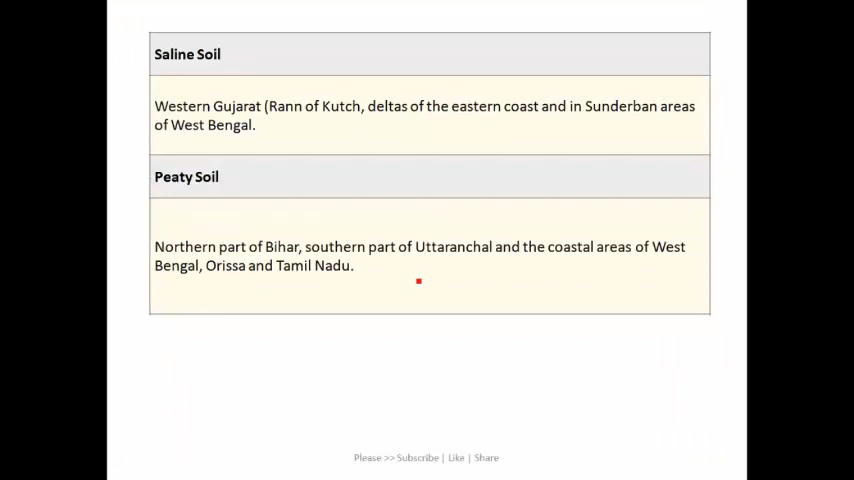 Saline Soil
Western Gujarat (Rann of Kutch, deltas of the eastern coast and in Sunderban areas
of West Bengal.
Peaty Soil
Northern part of Bihar, southern part of Uttaranchal and the coastal areas of West
Bengal, Orissa and Tamil Nadu.
Please >> Subscribe | Like | Share